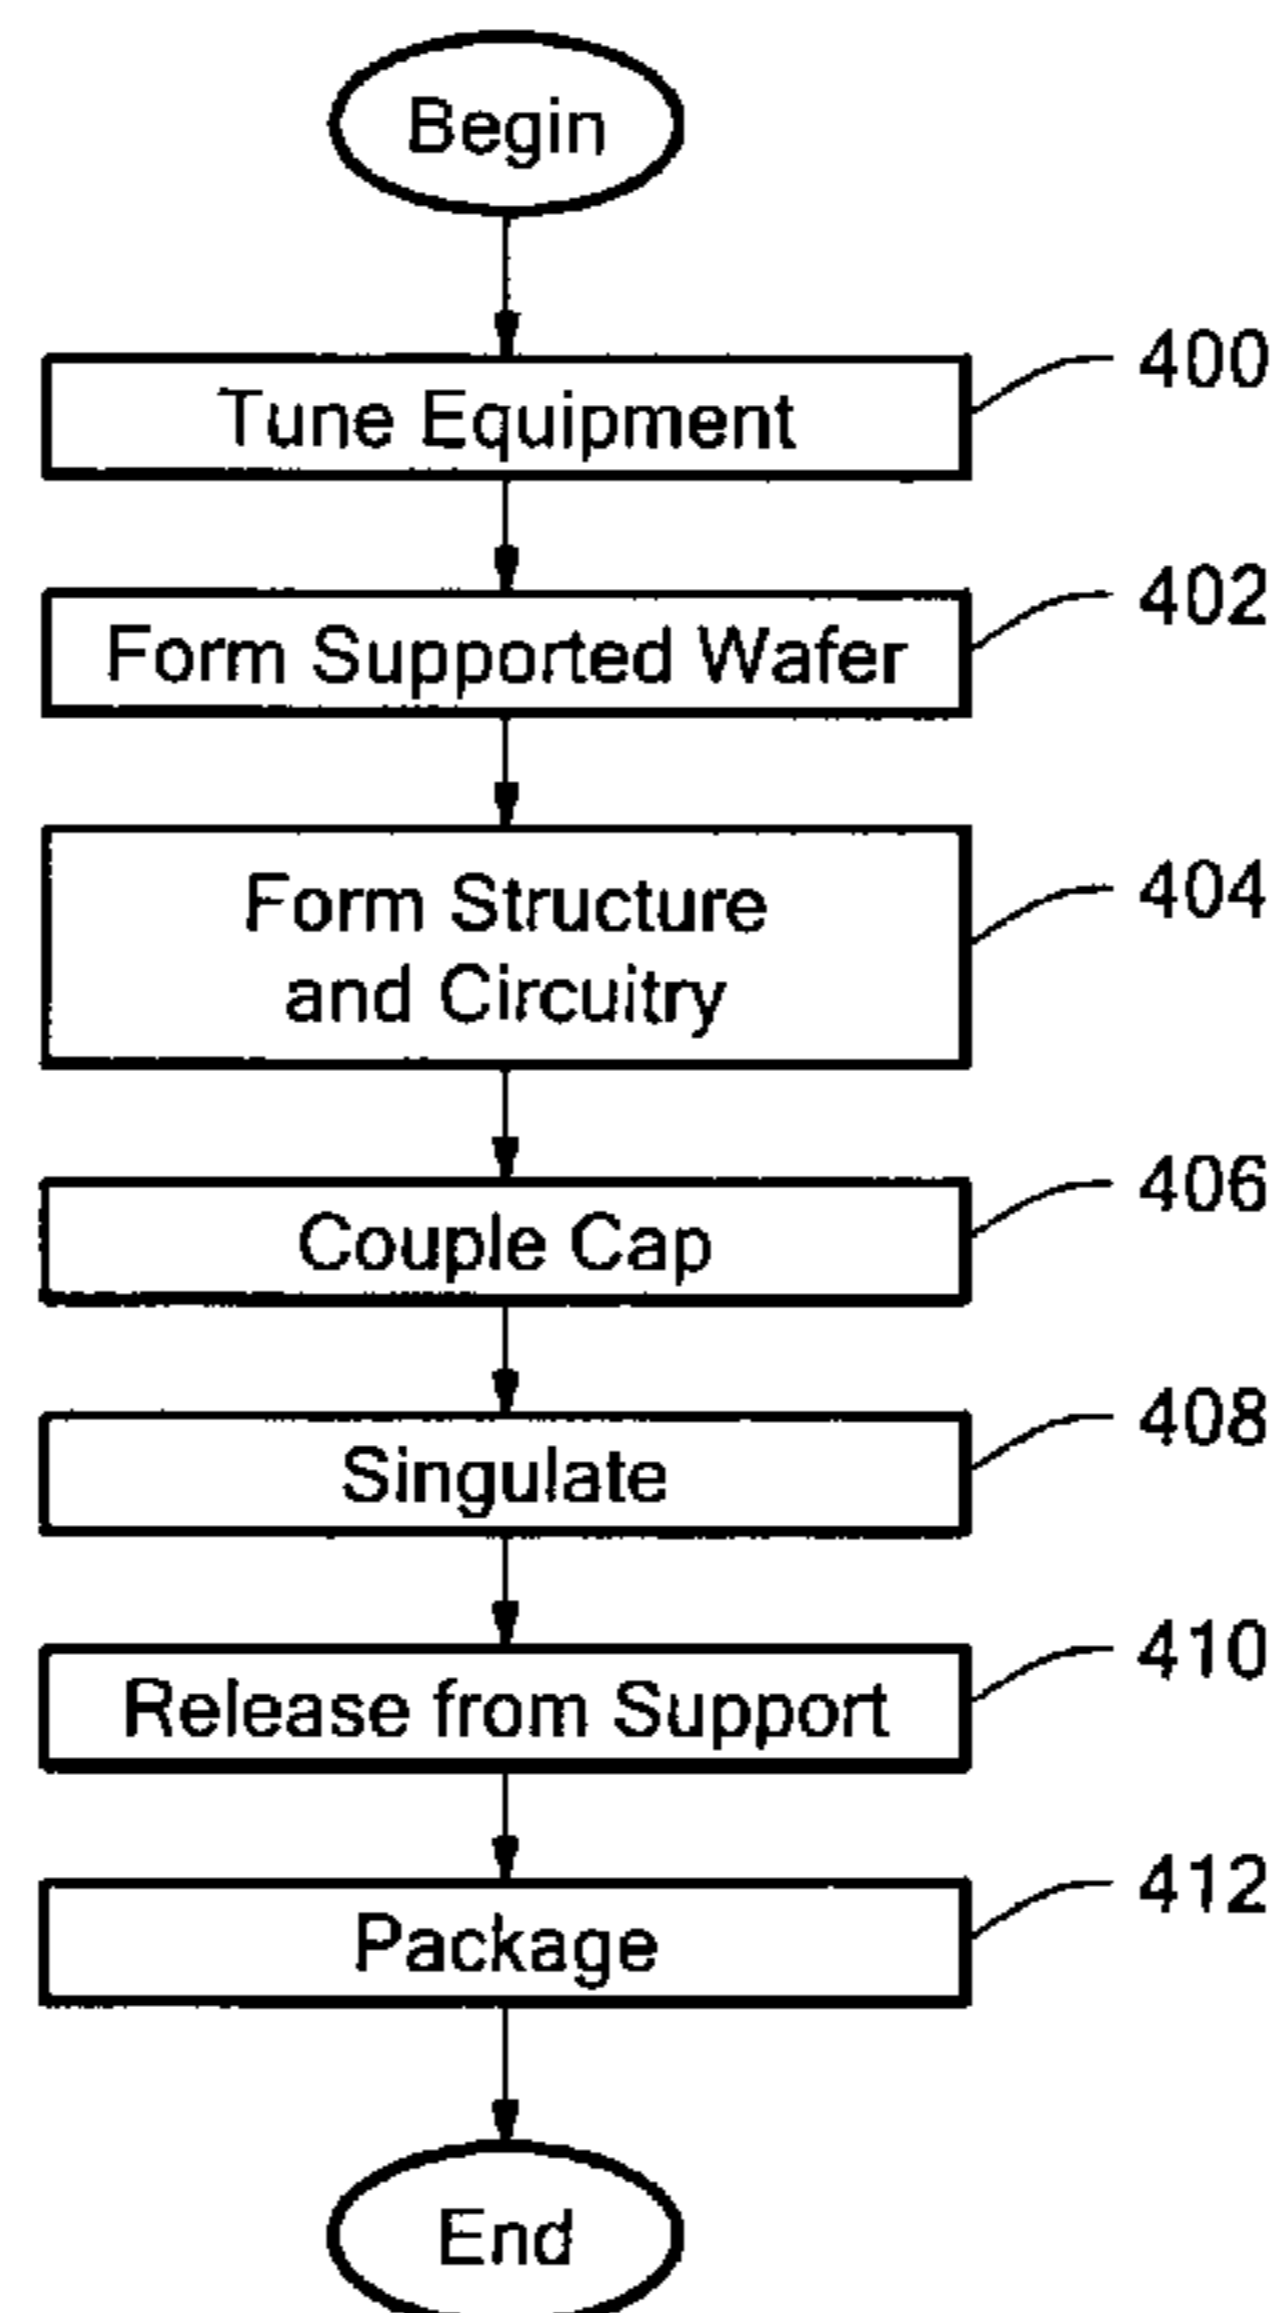 Begin
Tune Equipment
400
Form Supported Wafer
402
Form Structure
and Circuitry
404
Couple Cap
406
Singulate
408
Release from Support
410
Package
412
End